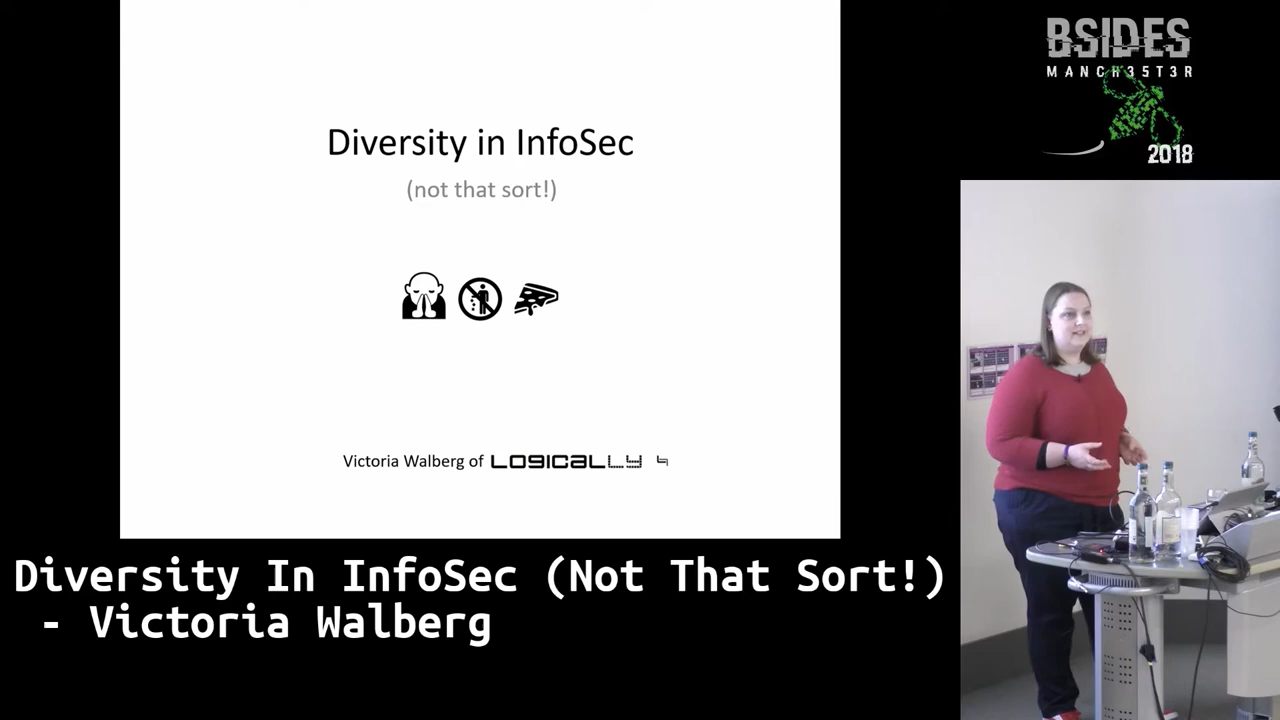 Diversity in InfoSec
(not that sort!)
Victoria Walberg of LOGICALLY
BSIDES
MANCH35T3R
2018
Diversity In InfoSec (Not That Sort!)
- Victoria Walberg